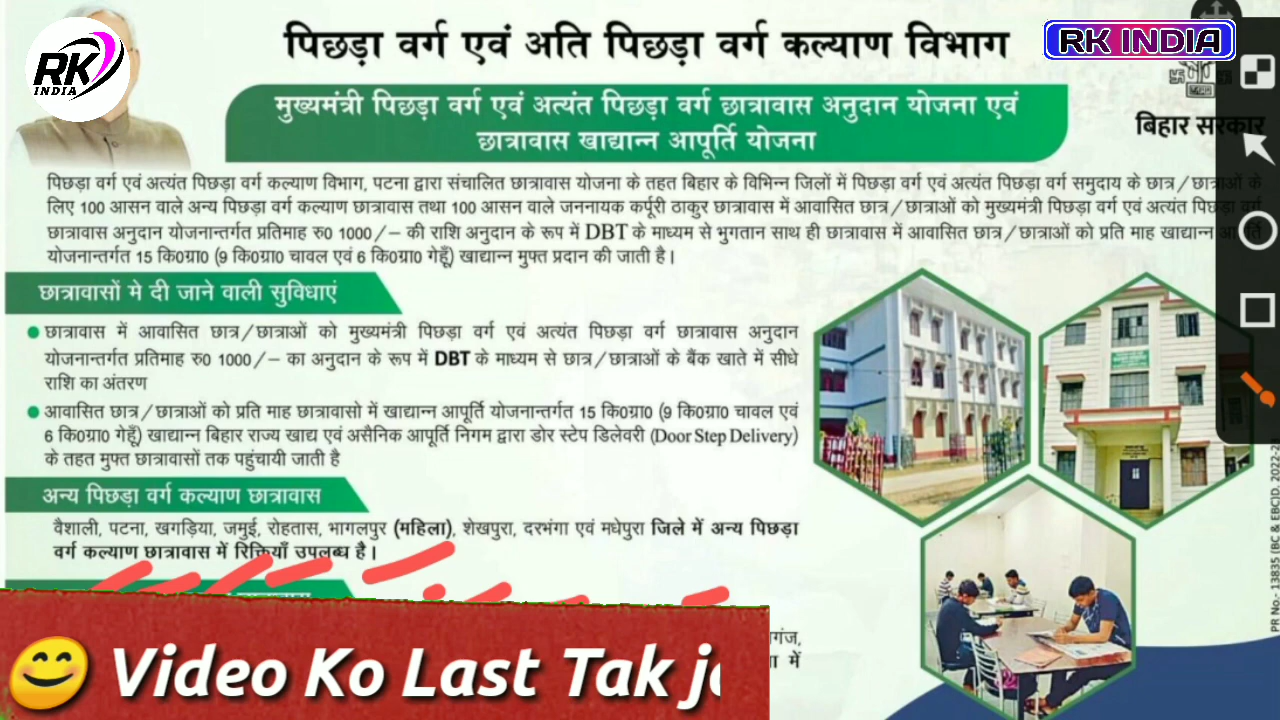 RK
INDIA
RK INDIA
पिछड़ा वर्ग एवं अति पिछड़ा वर्ग कल्याण विभाग
मुख्यमंत्री पिछड़ा वर्ग एवं अत्यंत पिछड़ा वर्ग छात्रावास अनुदान योजना एवं
छात्रावास खाद्यान्न आपूर्ति योजना
बिहार सरकार
पिछड़ा वर्ग एवं अत्यंत पिछड़ा वर्ग कल्याण विभाग, पटना द्वारा संचालित छात्रावास योजना के तहत बिहार के विभिन्न जिलों में पिछड़ा वर्ग एवं अत्यंत पिछड़ा वर्ग समुदाय के छात्र/छात्राओं के
लिए 100 आसन वाले अन्य पिछड़ा वर्ग कल्याण छात्रावास तथा 100 आसन वाले जननायक कर्पूरी ठाकुर छात्रावास में आवासित छात्र/छात्राओं को मुख्यमंत्री पिछड़ा वर्ग एवं अत्यंत पिछड़ा वर्ग
छात्रावास अनुदान योजनान्तर्गत प्रतिमाह रु0 1000/– की राशि अनुदान के रूप में DBT के माध्यम से भुगतान साथ ही छात्रावास में आवासित छात्र/छात्राओं को प्रति माह खाद्यान्न आपूर्ति
योजनान्तर्गत 15 कि0ग्रा0 (9 कि0ग्रा0 चावल एवं 6 कि0ग्रा0 गेहूँ) खाद्यान्न मुफ्त प्रदान की जाती है।
छात्रावासों मे दी जाने वाली सुविधाएं
छात्रावास में आवासित छात्र/छात्राओं को मुख्यमंत्री पिछड़ा वर्ग एवं अत्यंत पिछड़ा वर्ग छात्रावास अनुदान
योजनान्तर्गत प्रतिमाह रु0 1000/– का अनुदान के रूप में DBT के माध्यम से छात्र/छात्राओं के बैंक खाते में सीधे
राशि का अंतरण
आवासित छात्र/छात्राओं को प्रति माह छात्रावासो में खाद्यान्न आपूर्ति योजनान्तर्गत 15 कि0ग्रा0 (9 कि0ग्रा0 चावल एवं
6 कि0ग्रा0 गेहूँ) खाद्यान्न बिहार राज्य खाद्य एवं असैनिक आपूर्ति निगम द्वारा डोर स्टेप डिलेवरी (Door Step Delivery)
के तहत मुफ्त छात्रावासों तक पहुंचायी जाती है
अन्य पिछड़ा वर्ग कल्याण छात्रावास
वैशाली, पटना, खगड़िया, जमुई, रोहतास, भागलपुर (महिला), शेखपुरा, दरभंगा एवं मधेपुरा जिले में अन्य पिछड़ा
वर्ग कल्याण छात्रावास में रिक्तियाँ उपलब्ध है।
में
Video Ko Last Tak
PR No.- 13835 (BC & EBC)D. 2022-2